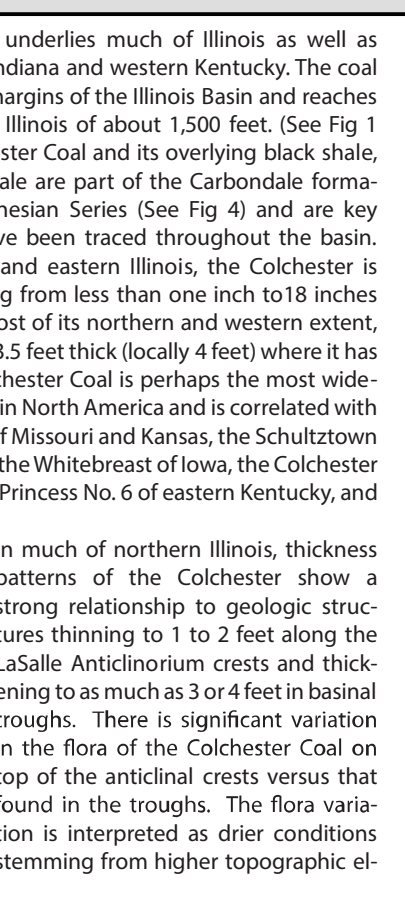 underlies much of Illinois as well as
ndiana and western Kentucky. The coal
margins of the Illinois Basin and reaches
Illinois of about 1,500 feet. (See Fig 1
ster Coal and its overlying black shale,
ale are part of the Carbondale forma-
nesian Series (See Fig 4) and are key
ve been traced throughout the basin.
and eastern Illinois, the Colchester is
g from less than one inch to18 inches
ost of its northern and western extent,
3.5 feet thick (locally 4 feet) where it has
chester Coal is perhaps the most wide-
in North America and is correlated with
f Missouri and Kansas, the Schultztown
the Whitebreast of Iowa, the Colchester
Princess No. 6 of eastern Kentucky, and
n much of northern Illinois, thickness
patterns of the Colchester show a
strong relationship to geologic struc-
tures thinning to 1 to 2 feet along the
LaSalle Anticlinorium crests and thick-
ening to as much as 3 or 4 feet in basinal
troughs. There is significant variation
n the flora of the Colchester Coal on
top of the anticlinal crests versus that
found in the troughs. The flora varia-
tion is interpreted as drier conditions
stemming from higher topographic el-